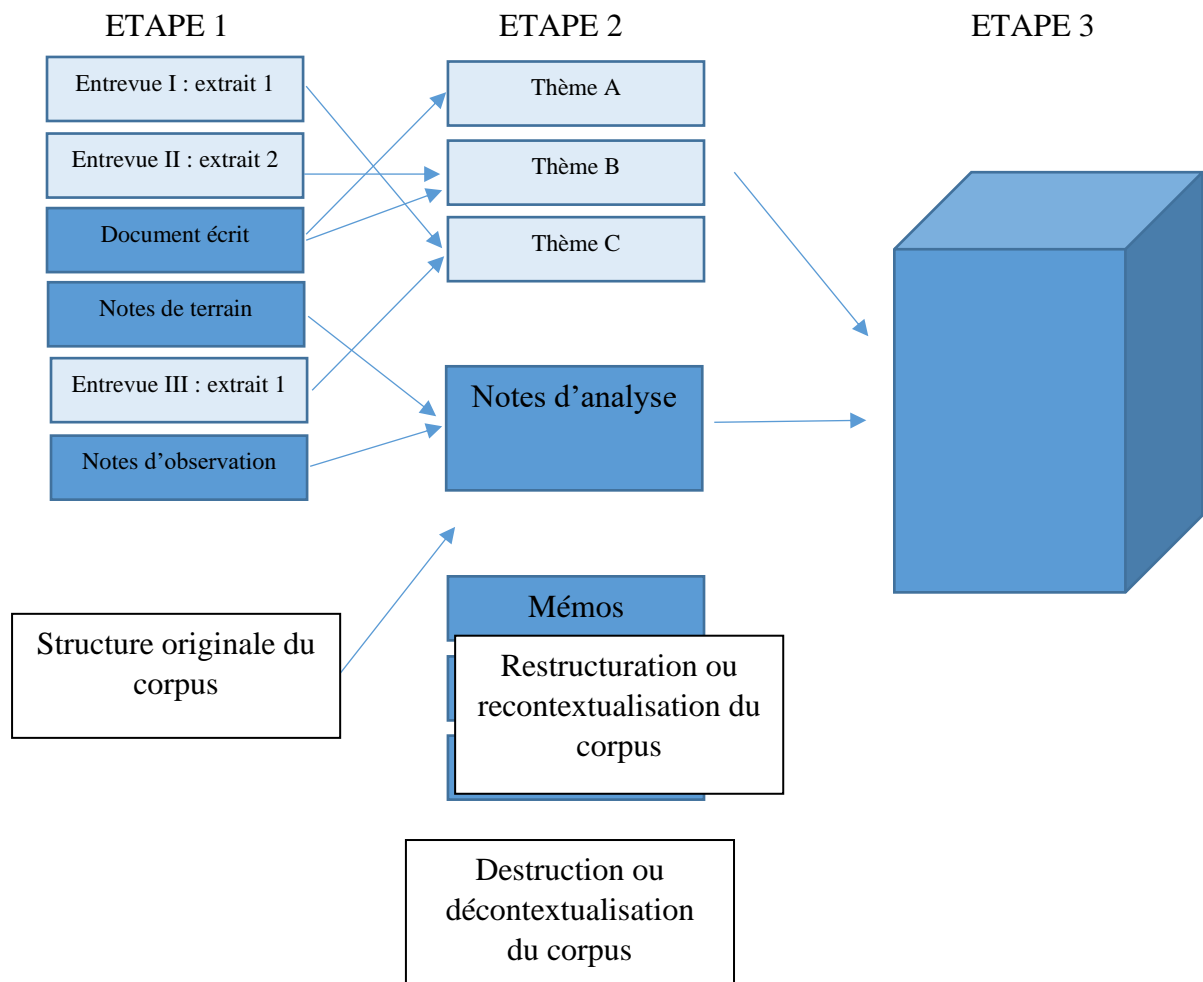 ETAPE 1
ETAPE 2
ETAPE 3
Entrevue I : extrait 1
Entrevue II : extrait 2
Document écrit
Notes de terrain
Entrevue III : extrait 1
Notes d’observation
Thème A
Thème B
Thème C
Notes d’analyse
Mémos
Structure originale du
corpus
Restructuration ou
recontextualisation du
corpus
Destruction ou
décontextualisation
du corpus